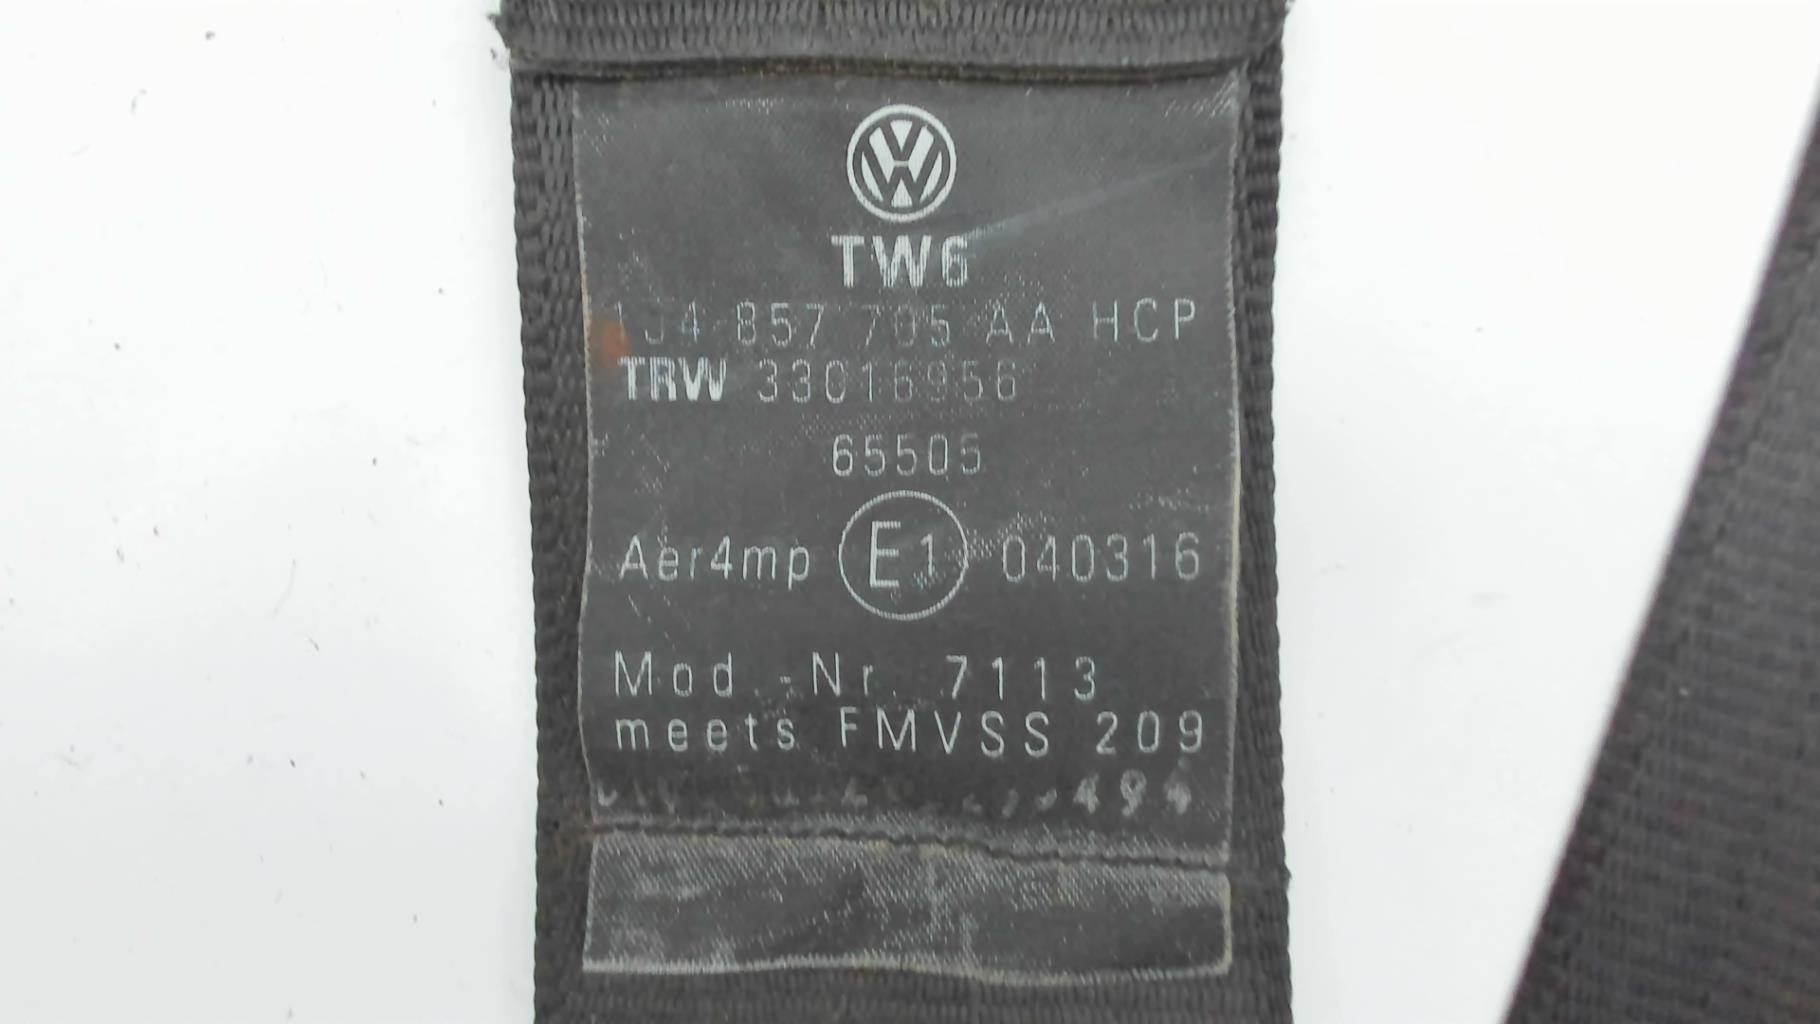 TW6
1J4 857 705 AA HCP
TRW 33016956
65505
Aer4mp E1 040316
Mod.-Nr. 7113
meets FMVSS 209